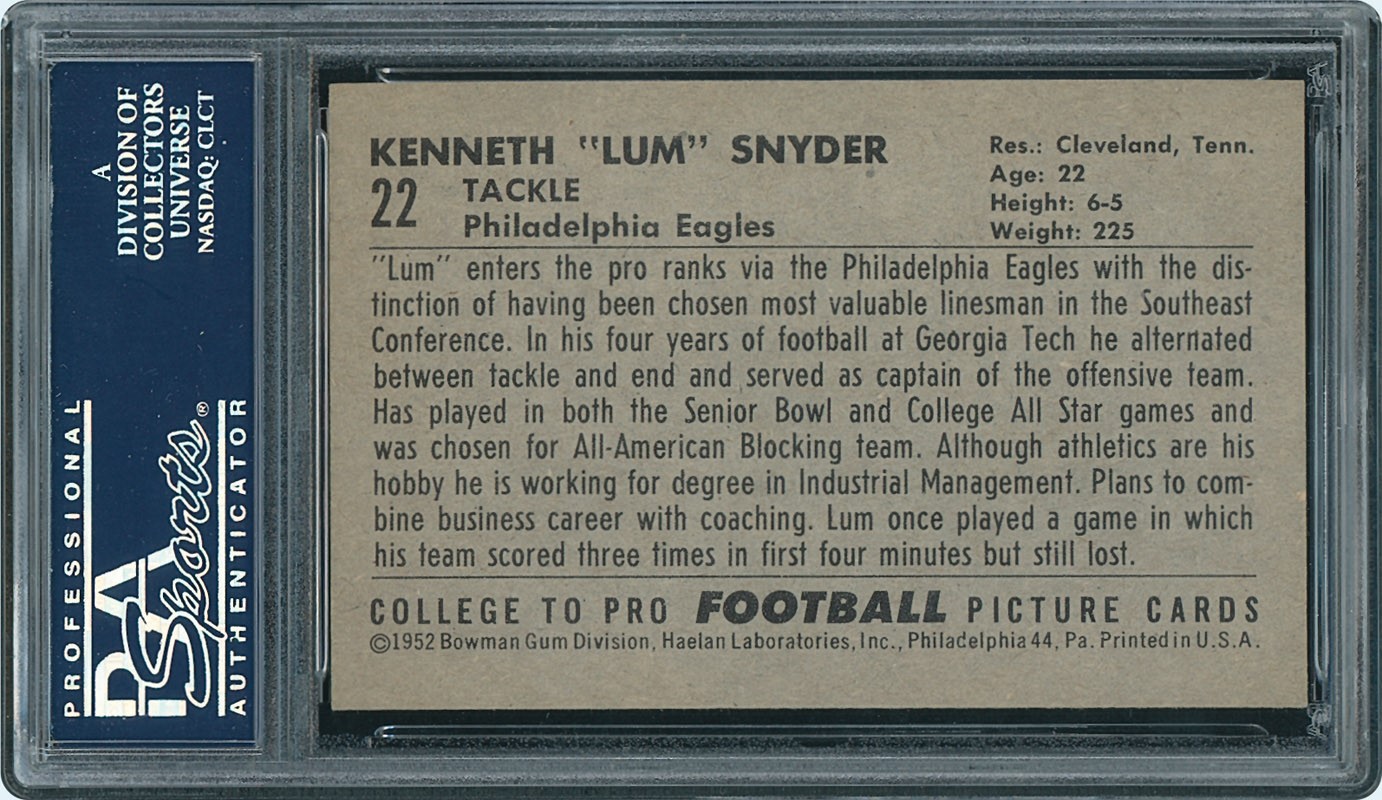 A
DIVISION OF
COLLECTORS
UNIVERSE
NASDAQ: CLCT
PROFESSIONAL
PSA
Sports®
AUTHENTICATOR
KENNETH "LUM" SNYDER
22 TACKLE
Philadelphia Eagles
Res.: Cleveland, Tenn.
Age: 22
Height: 6-5
Weight: 225
"Lum" enters the pro ranks via the Philadelphia Eagles with the dis-
tinction of having been chosen most valuable linesman in the Southeast
Conference. In his four years of football at Georgia Tech he alternated
between tackle and end and served as captain of the offensive team.
Has played in both the Senior Bowl and College All Star games and
was chosen for All-American Blocking team. Although athletics are his
hobby he is working for degree in Industrial Management. Plans to com-
bine business career with coaching. Lum once played a game in which
his team scored three times in first four minutes but still lost.
COLLEGE TO PRO FOOTBALL PICTURE CARDS
©1952 Bowman Gum Division, Haelan Laboratories, Inc., Philadelphia 44, Pa. Printed in U.S.A.